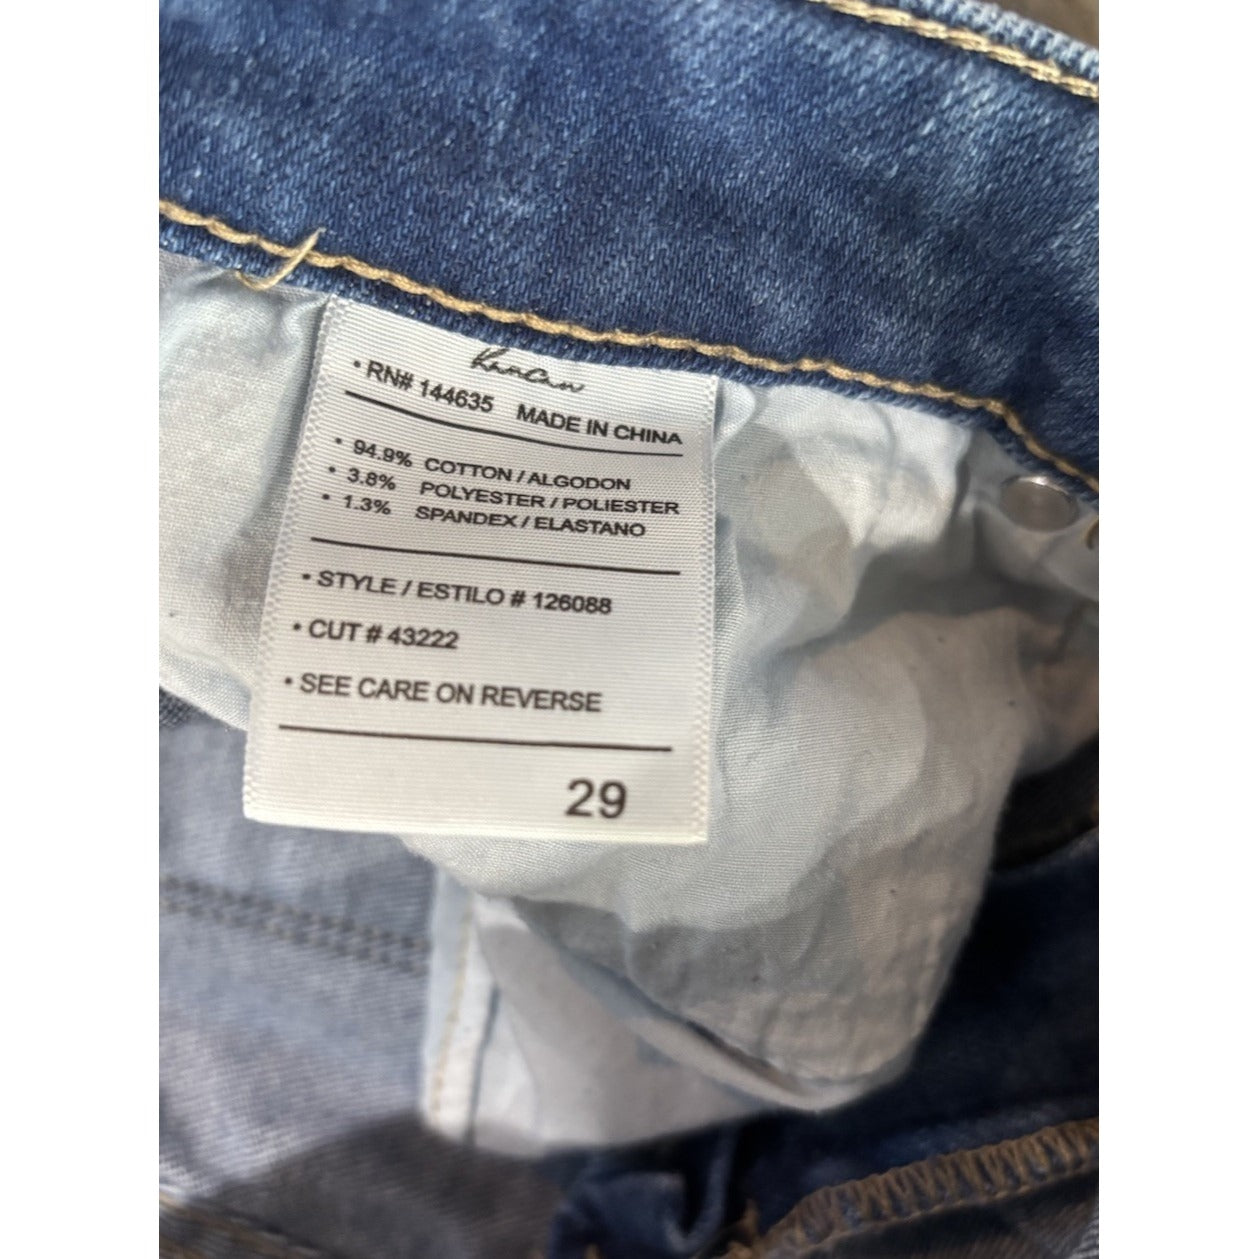 Kancan
• RN# 144635 MADE IN CHINA
• 94.9% COTTON / ALGODON
• 3.8% POLYESTER / POLIESTER
• 1.3% SPANDEX / ELASTANO
• STYLE / ESTILO # 126088
• CUT # 43222
• SEE CARE ON REVERSE
29